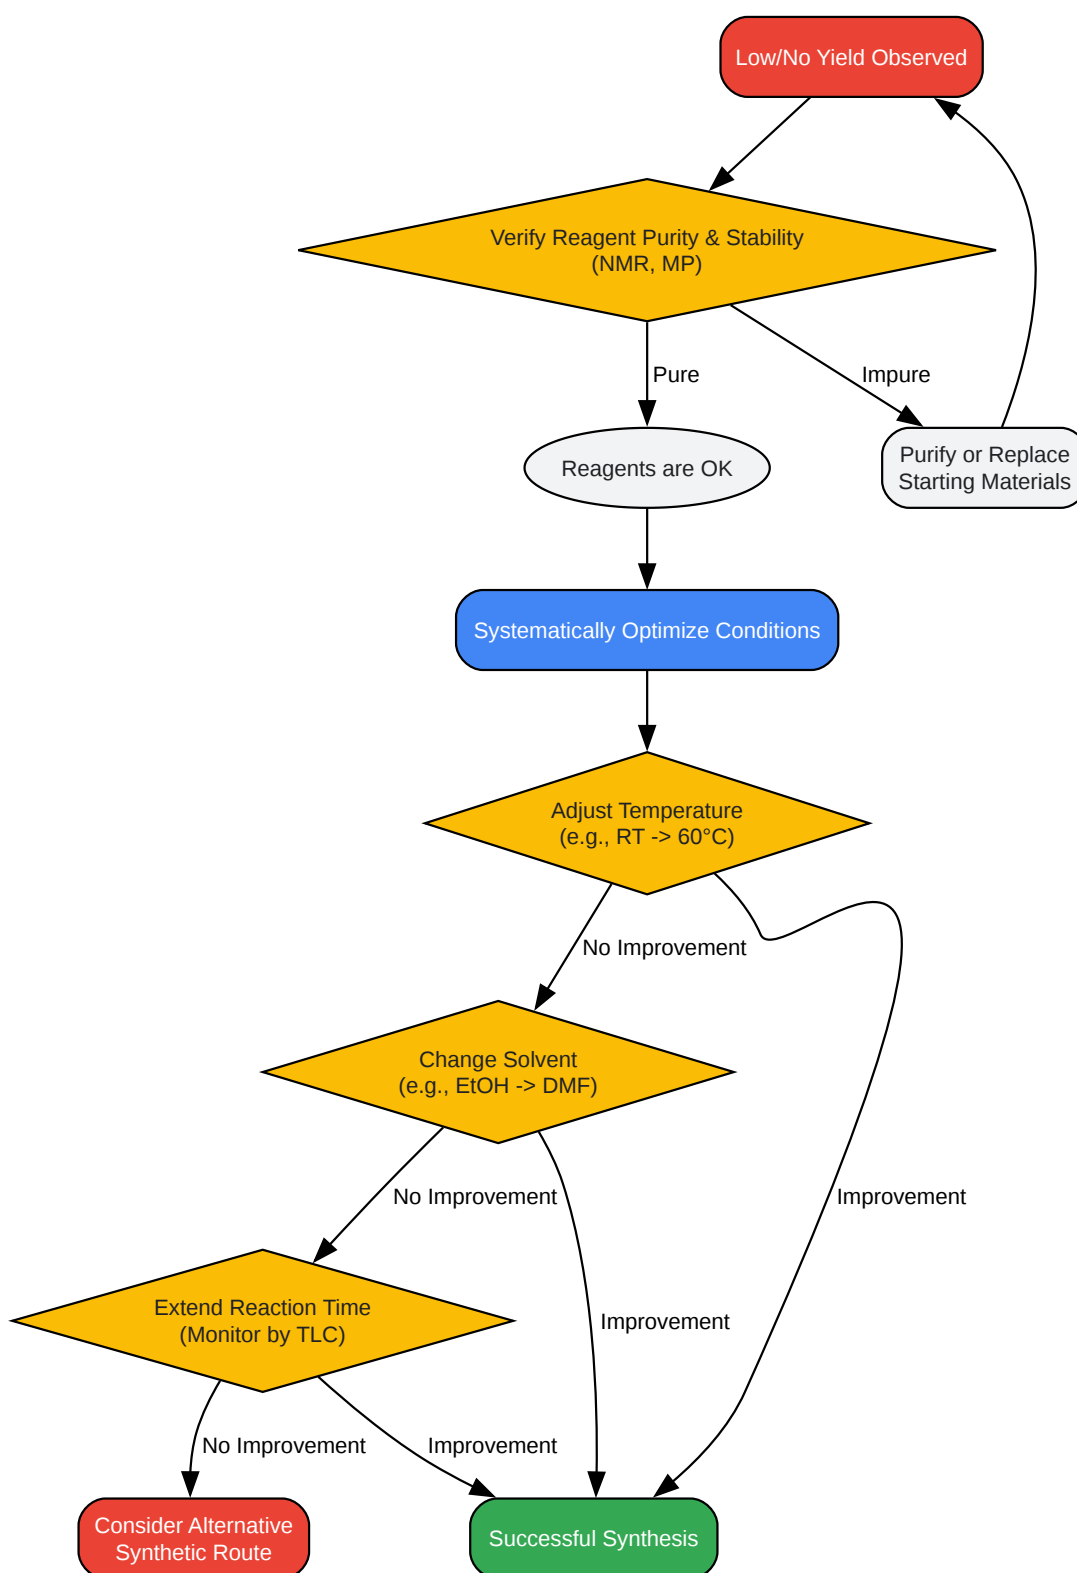 Low/No Yield Observed
Verify Reagent Purity & Stability
(NMR, MP)
Pure
Impure
Reagents are OK
Purify or Replace
Starting Materials
Systematically Optimize Conditions
Adjust Temperature
(e.g., RT -> 60°C)
No Improvement
Change Solvent
(e.g., EtOH -> DMF)
No Improvement
Improvement
Extend Reaction Time
(Monitor by TLC)
Improvement
No Improvement
Improvement
Consider Alternative
Synthetic Route
Successful Synthesis